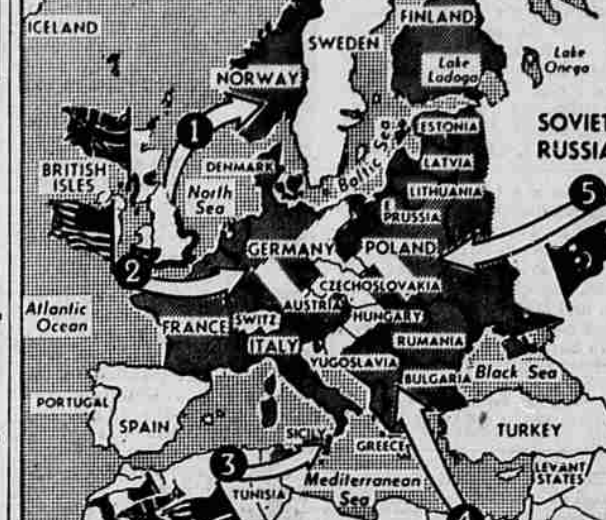 ICELAND
FINLAND
SWEDEN
Lake
Ladoga
Lake
Onega
NORWAY
1
ESTONIA
SOVIET
RUSSIA
BRITISH
ISLES
DENMARK
Baltic Sea
LATVIA
North
Sea
LITHUANIA
5
E.
PRUSSIA
2
GERMANY
POLAND
CZECHOSLOVAKIA
Atlantic
Ocean
AUSTRIA
FRANCE
SWITZ
HUNGARY
ITALY
RUMANIA
YUGOSLAVIA
BULGARIA
Black Sea
PORTUGAL
SPAIN
SICILY
GREECE
TURKEY
3
Mediterranean
Sea
LEVANT
STATES
TUNISIA
4